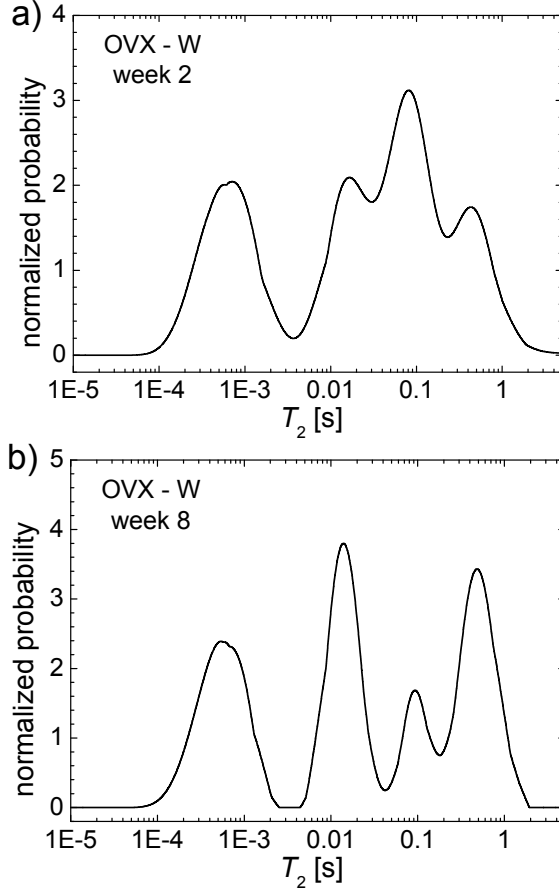 a)
OVX - W
week 2
normalized probability
4
3
2
1
0
1E-5 1E-4 1E-3 0.01 0.1 1
T2 [s]
b)
OVX - W
week 8
normalized probability
5
4
3
2
1
0
1E-5 1E-4 1E-3 0.01 0.1 1
T2 [s]